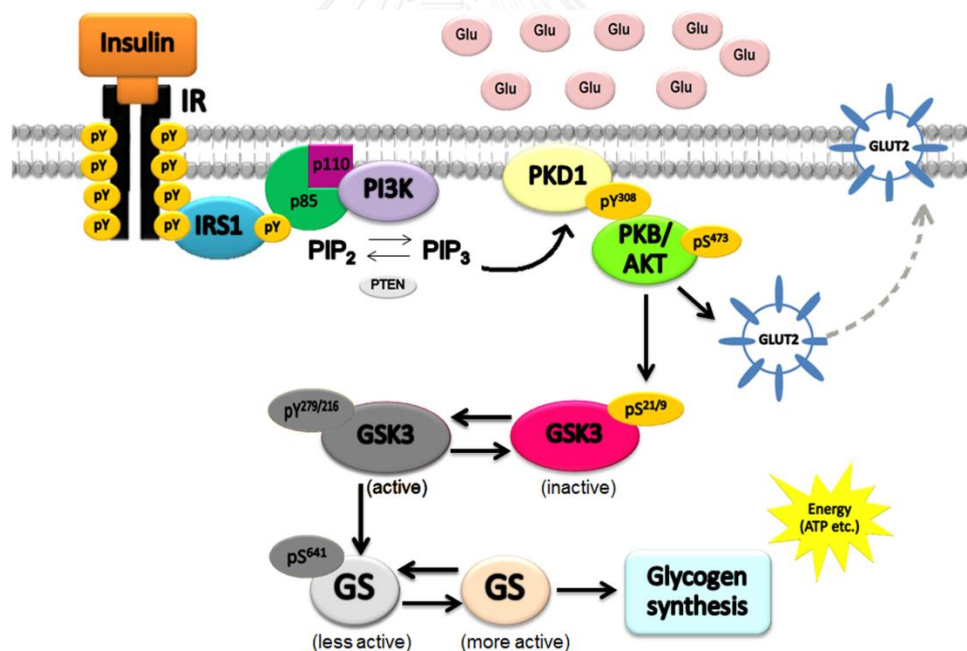 Insulin
IR
pY
pY
pY
pY
pY
pY
pY
pY
IRS1
pY
p85
p110
PI3K
PIP₂
PIP₃
PTEN
Glu
Glu
Glu
Glu
Glu
Glu
Glu
Glu
PKD1
pY³⁰⁸
PKB/
AKT
pS⁴⁷³
GLUT2
GLUT2
pY²⁷⁹/²¹⁶
GSK3
(active)
GSK3
pS²¹/⁹
(inactive)
pS⁶⁴¹
GS
(less active)
GS
(more active)
Glycogen
synthesis
Energy
(ATP etc.)